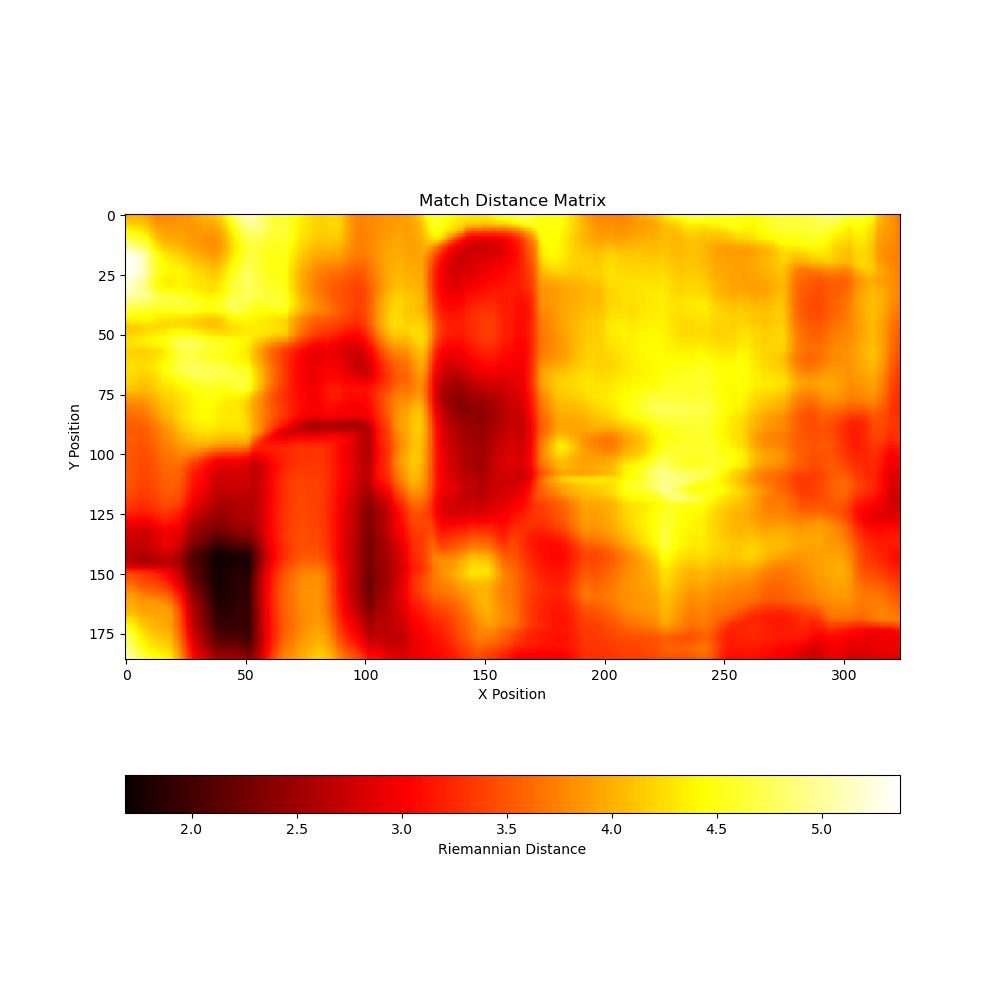 Match Distance Matrix
0
25
50
75
100
125
150
175
Y Position
0 50 100 150 200 250 300
X Position
2.0 2.5 3.0 3.5 4.0 4.5 5.0
Riemannian Distance